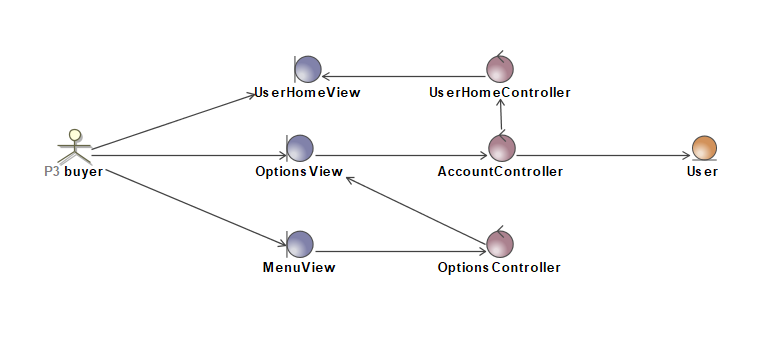 UserHomeView
UserHomeController
P3 buyer
OptionsView
AccountController
User
MenuView
OptionsController